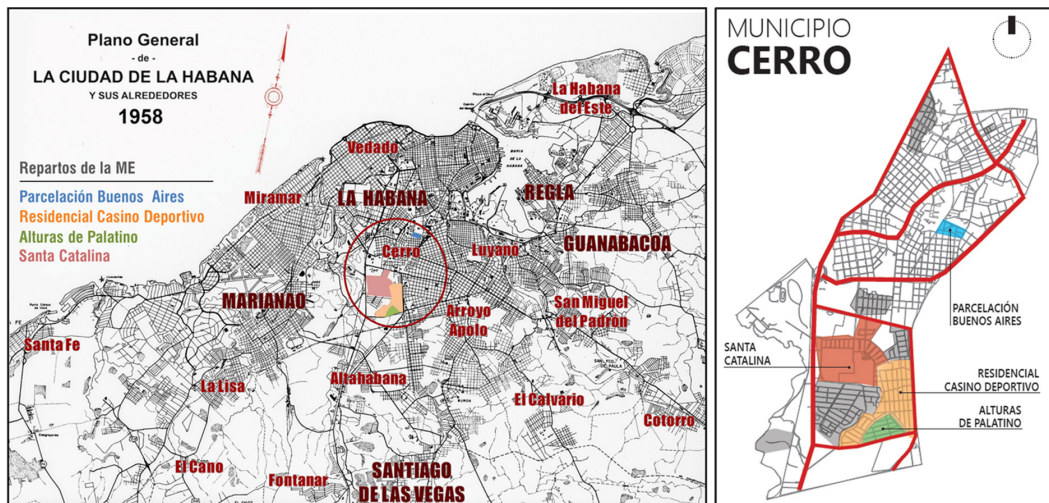 Plano General
- de -
LA CIUDAD DE LA HABANA
Y SUS ALREDEDORES
1958
Repartos de la ME
Parcelación Buenos Aires
Residencial Casino Deportivo
Alturas de Palatino
Santa Catalina
La Habana
del Este
Vedado
Miramar
LA HABANA
REGLA
Cerro
Luyanó
GUANABACOA
MARIANAO
Arroyo
Apolo
San Miguel
del Padron
Santa Fe
La Lisa
Altahabana
El Calvario
Cotorro
El Cano
Fontanar
SANTIAGO
DE LAS VEGAS
MUNICIPIO
CERRO
PARCELACIÓN
BUENOS AIRES
SANTA
CATALINA
RESIDENCIAL
CASINO DEPORTIVO
ALTURAS
DE PALATINO